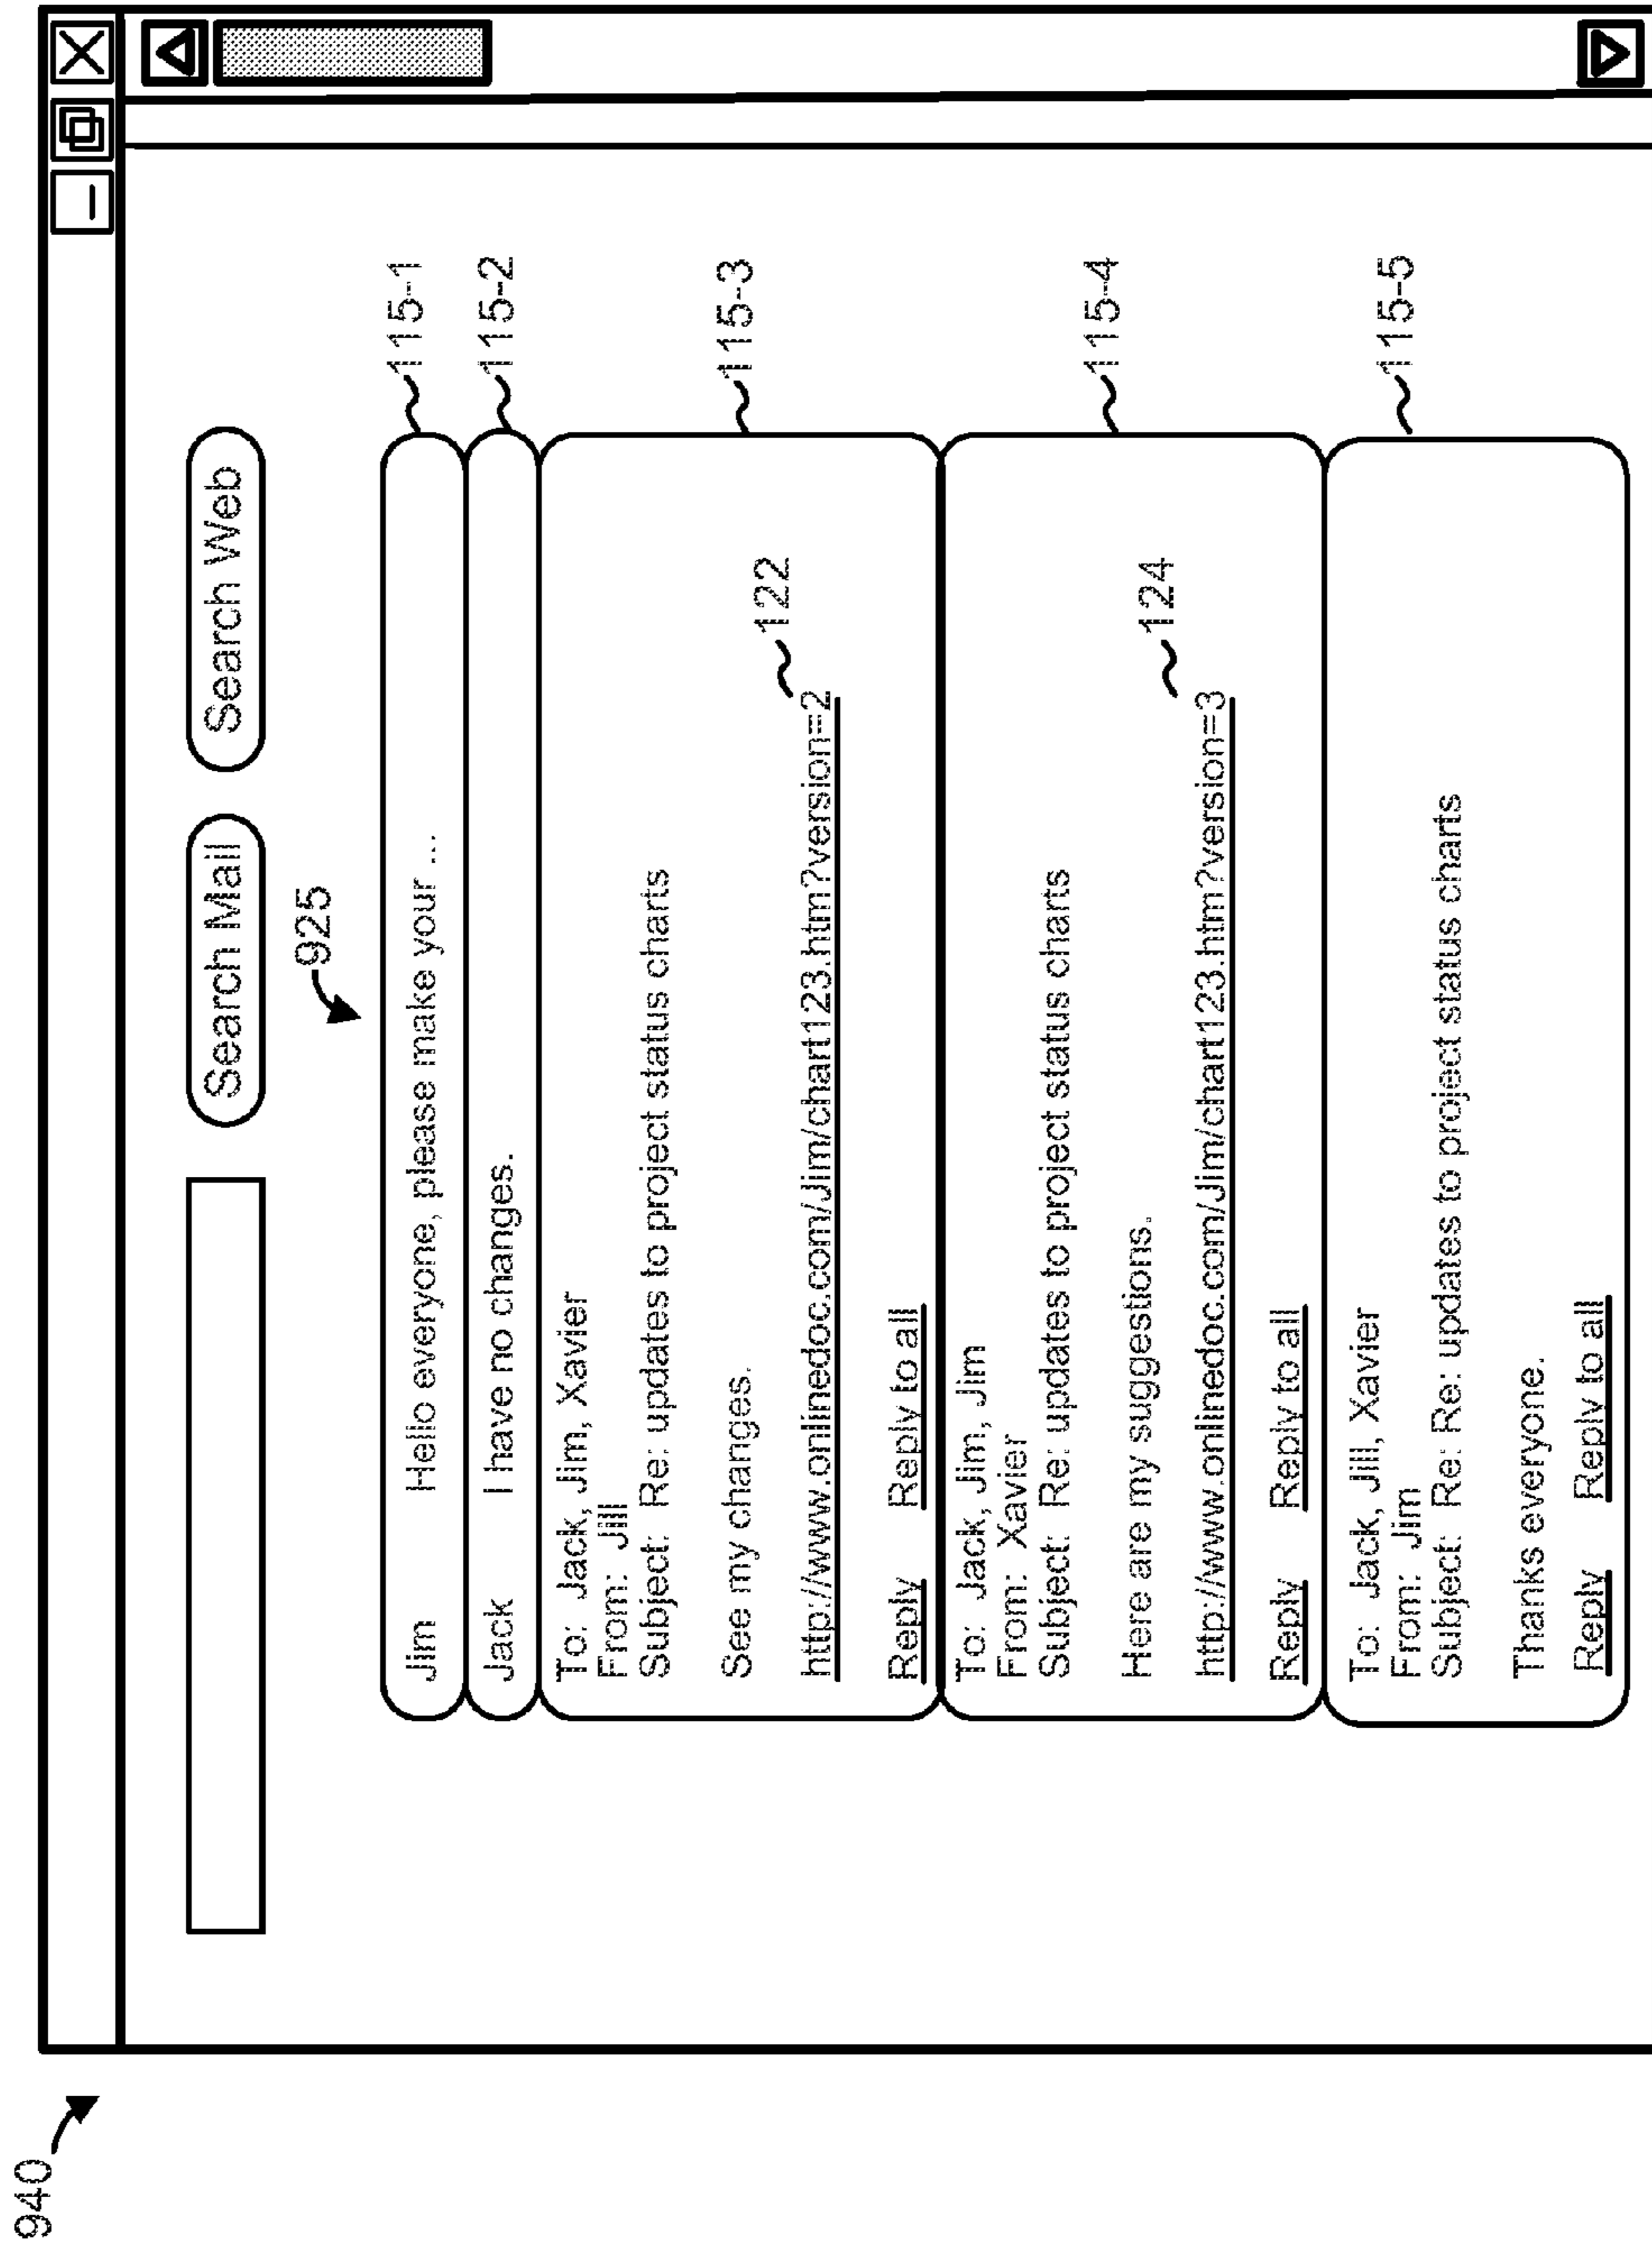 940
Search Mail
Search Web
925
Jim Hello everyone, please make your ...
115-1
Jack I have no changes.
115-2
To: Jack, Jim, Xavier
From: Jill
Subject: Re: updates to project status charts
115-3
See my changes.
122
http://www.onlinedoc.com/Jim/chart123.htm?version=2
Reply Reply to all
To: Jack, Jim, Jim
From: Xavier
Subject: Re: updates to project status charts
115-4
Here are my suggestions.
124
http://www.onlinedoc.com/Jim/chart123.htm?version=3
Reply Reply to all
To: Jack, Jill, Xavier
From: Jim
115-5
Subject: Re: Re: updates to project status charts
Thanks everyone.
Reply Reply to all